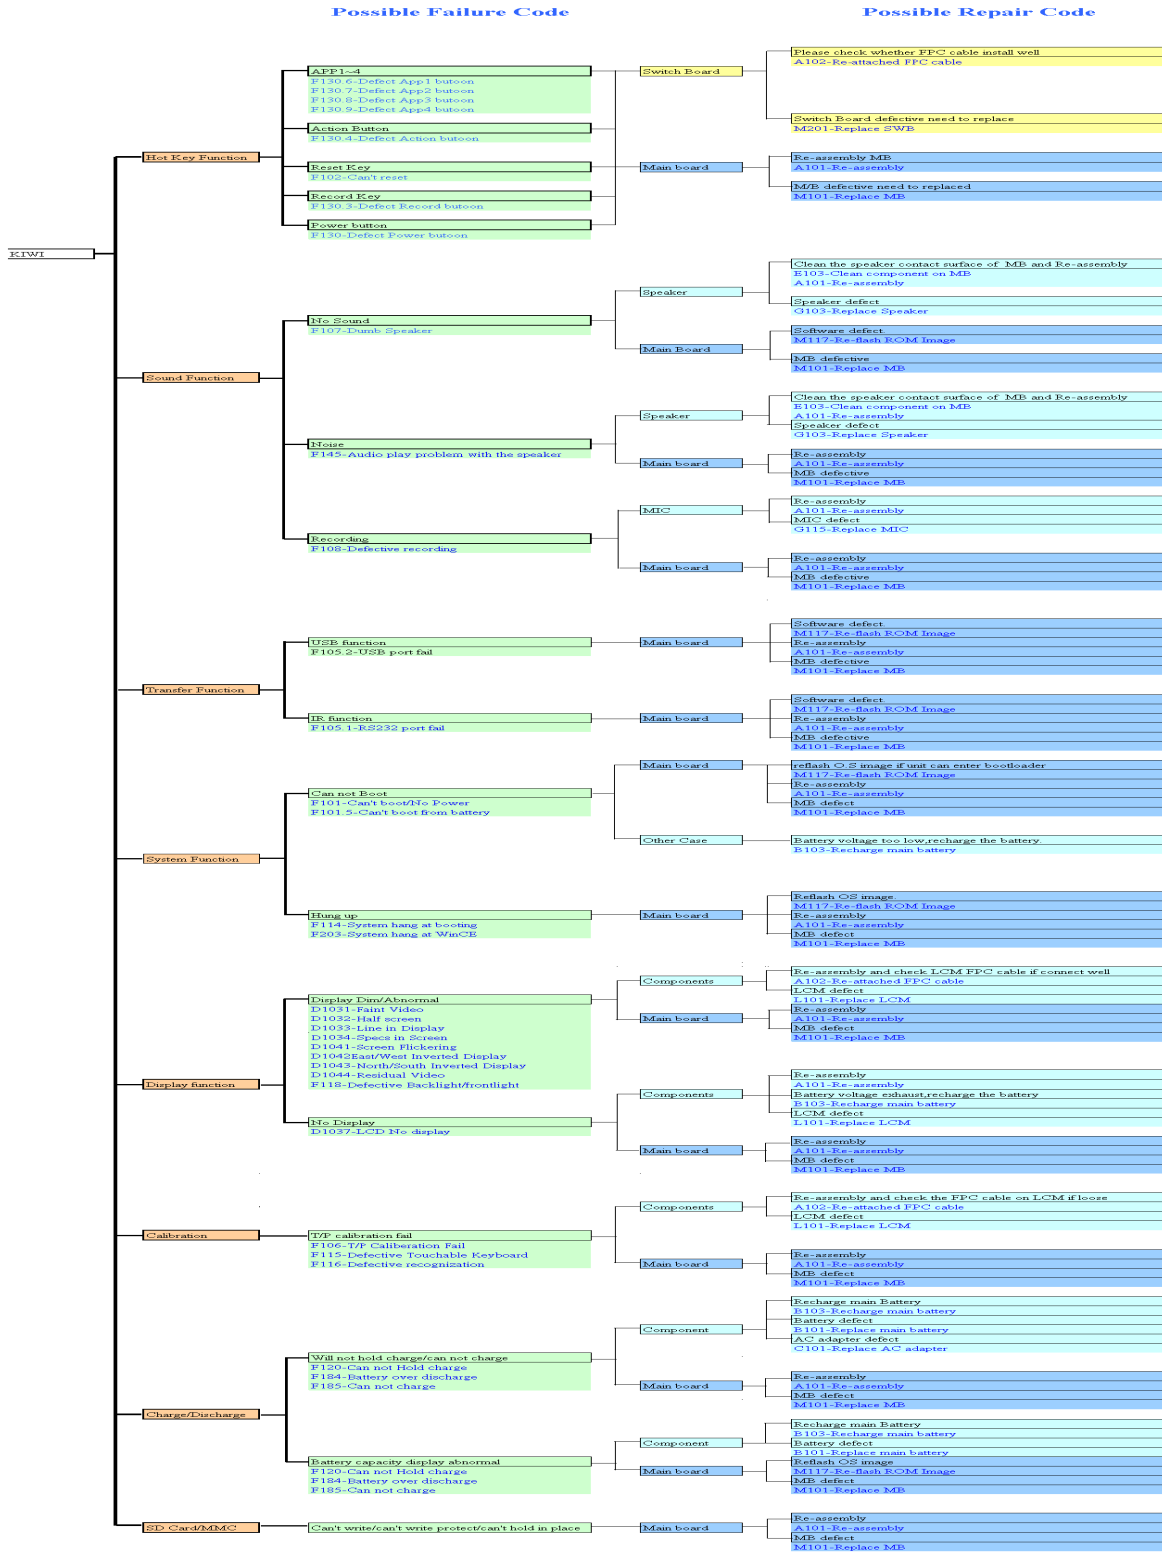 Possible Failure Code
Possible Repair Code
KIWI
Hot Key Function
APP1~4
F130.6-Defect App1 butoon
F130.7-Defect App2 butoon
F130.8-Defect App3 butoon
F130.9-Defect App4 butoon
Action Button
F130.4-Defect Action butoon
Reset Key
F102-Can't reset
Record Key
F130.3-Defect Record butoon
Power button
F130-Defect Power butoon
Switch Board
Please check whether FPC cable install well
A102-Re-attached FPC cable
Switch Board defective need to replace
M201-Replace SWB
Main board
Re-assembly MB
A101-Re-assembly
M/B defective need to replaced
M101-Replace MB
Sound Function
No Sound
F107-Dumb Speaker
Speaker
Clean the speaker contact surface of MB and Re-assembly
E103-Clean component on MB
A101-Re-assembly
Speaker defect
G103-Replace Speaker
Main Board
Software defect.
M117-Re-flash ROM Image
MB defective
M101-Replace MB
Noise
F145-Audio play problem with the speaker
Speaker
Clean the speaker contact surface of MB and Re-assembly
E103-Clean component on MB
A101-Re-assembly
Speaker defect
G103-Replace Speaker
Main board
Re-assembly
A101-Re-assembly
MB defective
M101-Replace MB
Recording
F108-Defective recording
MIC
Re-assembly
A101-Re-assembly
MIC defect
G115-Replace MIC
Main board
Re-assembly
A101-Re-assembly
MB defective
M101-Replace MB
Transfer Function
USB function
F105.2-USB port fail
Main board
Software defect.
M117-Re-flash ROM Image
Re-assembly
A101-Re-assembly
MB defective
M101-Replace MB
IR function
F105.1-RS232 port fail
Main board
Software defect.
M117-Re-flash ROM Image
Re-assembly
A101-Re-assembly
MB defective
M101-Replace MB
System Function
Can not Boot
F101-Can't boot/No Power
F101.5-Can't boot from battery
Main board
reflash O.S image if unit can enter bootloader
M117-Re-flash ROM Image
Re-assembly
A101-Re-assembly
MB defect
M101-Replace MB
Other Case
Battery voltage too low,recharge the battery.
B103-Recharge main battery
Hung up
F114-System hang at booting
F203-System hang at WinCE
Main board
Reflash OS image.
M117-Re-flash ROM Image
Re-assembly
A101-Re-assembly
MB defect
M101-Replace MB
Display function
Display Dim/Abnormal
D1031-Faint Video
D1032-Half screen
D1033-Line in Display
D1034-Specs in Screen
D1041-Screen Flickering
D1042East/West Inverted Display
D1043-North/South Inverted Display
D1044-Residual Video
F118-Defective Backlight/frontlight
Components
Re-assembly and check LCM FPC cable if connect well
A102-Re-attached FPC cable
LCM defect
L101-Replace LCM
Main board
Re-assembly
A101-Re-assembly
MB defect
M101-Replace MB
No Display
D1037-LCD No display
Components
Re-assembly
A101-Re-assembly
Battery voltage exhaust,recharge the battery
B103-Recharge main battery
LCM defect
L101-Replace LCM
Main board
Re-assembly
A101-Re-assembly
MB defect
M101-Replace MB
Calibration
T/P calibration fail
F106-T/P Caliberation Fail
F115-Defective Touchable Keyboard
F116-Defective recognization
Components
Re-assembly and check the FPC cable on LCM if loose
A102-Re-attached FPC cable
LCM defect
L101-Replace LCM
Main board
Re-assembly
A101-Re-assembly
MB defect
M101-Replace MB
Charge/Discharge
Will not hold charge/can not charge
F120-Can not Hold charge
F184-Battery over discharge
F185-Can not charge
Component
Recharge main Battery
B103-Recharge main battery
Battery defect
B101-Replace main battery
AC adapter defect
C101-Replace AC adapter
Main board
Re-assembly
A101-Re-assembly
MB defect
M101-Replace MB
Battery capacity display abnormal
F120-Can not Hold charge
F184-Battery over discharge
F185-Can not charge
Component
Recharge main Battery
B103-Recharge main battery
Battery defect
B101-Replace main battery
Main board
Reflash OS image
M117-Re-flash ROM Image
MB defect
M101-Replace MB
SD Card/MMC
Can't write/can't write protect/can't hold in place
Main board
Re-assembly
A101-Re-assembly
MB defect
M101-Replace MB